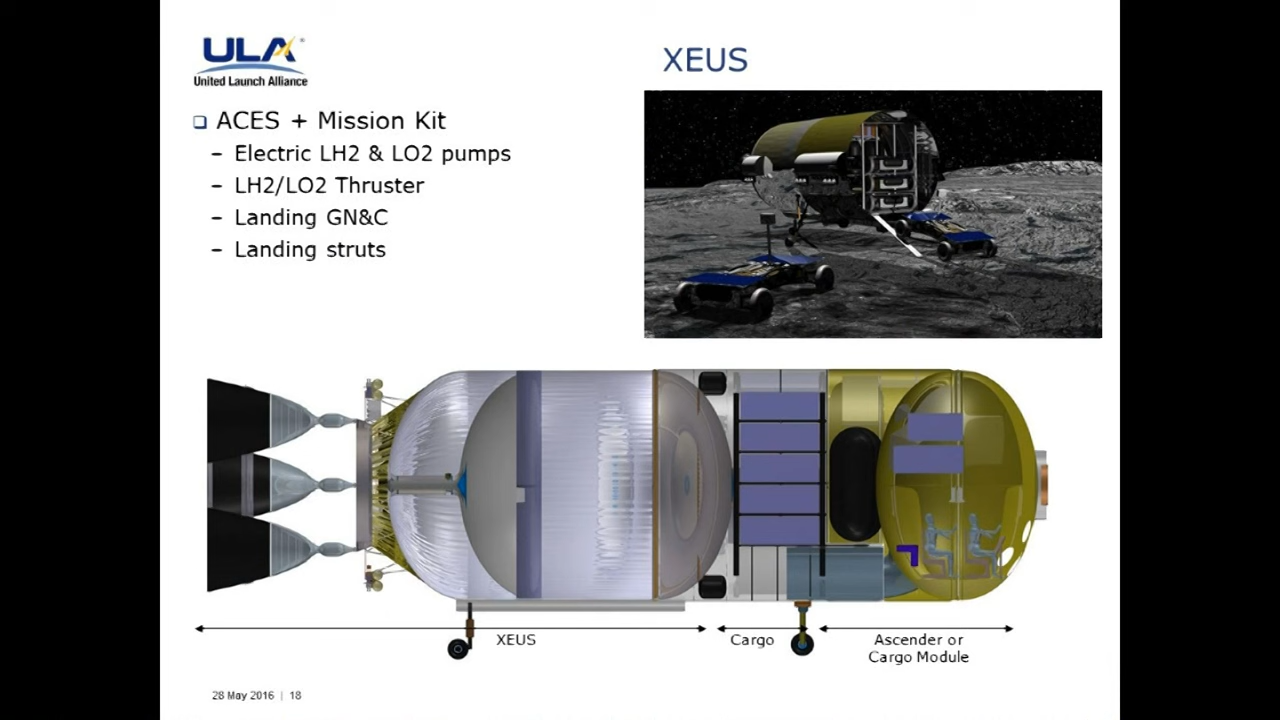 ULA
United Launch Alliance
XEUS
ACES + Mission Kit
– Electric LH2 & LO2 pumps
– LH2/LO2 Thruster
– Landing GN&C
– Landing struts
XEUS
Cargo
Ascender or
Cargo Module
28 May 2016 | 18